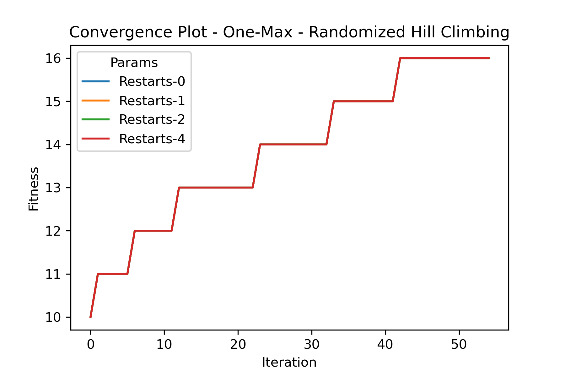 Convergence Plot - One-Max - Randomized Hill Climbing
Params
Restarts-0
Restarts-1
Restarts-2
Restarts-4
Fitness
16
15
14
13
12
11
10
0 10 20 30 40 50
Iteration